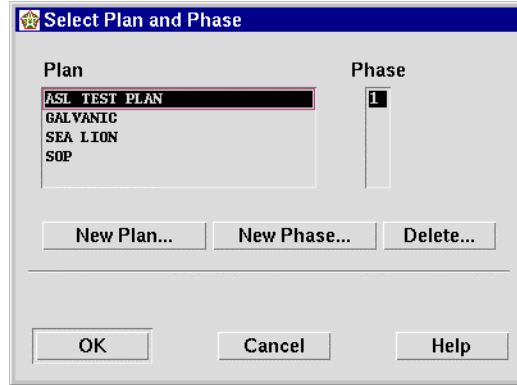 Select Plan and Phase
Plan Phase
ASL TEST PLAN 1
GALVANIC
SEA LION
SOP
New Plan... New Phase... Delete...
OK Cancel Help